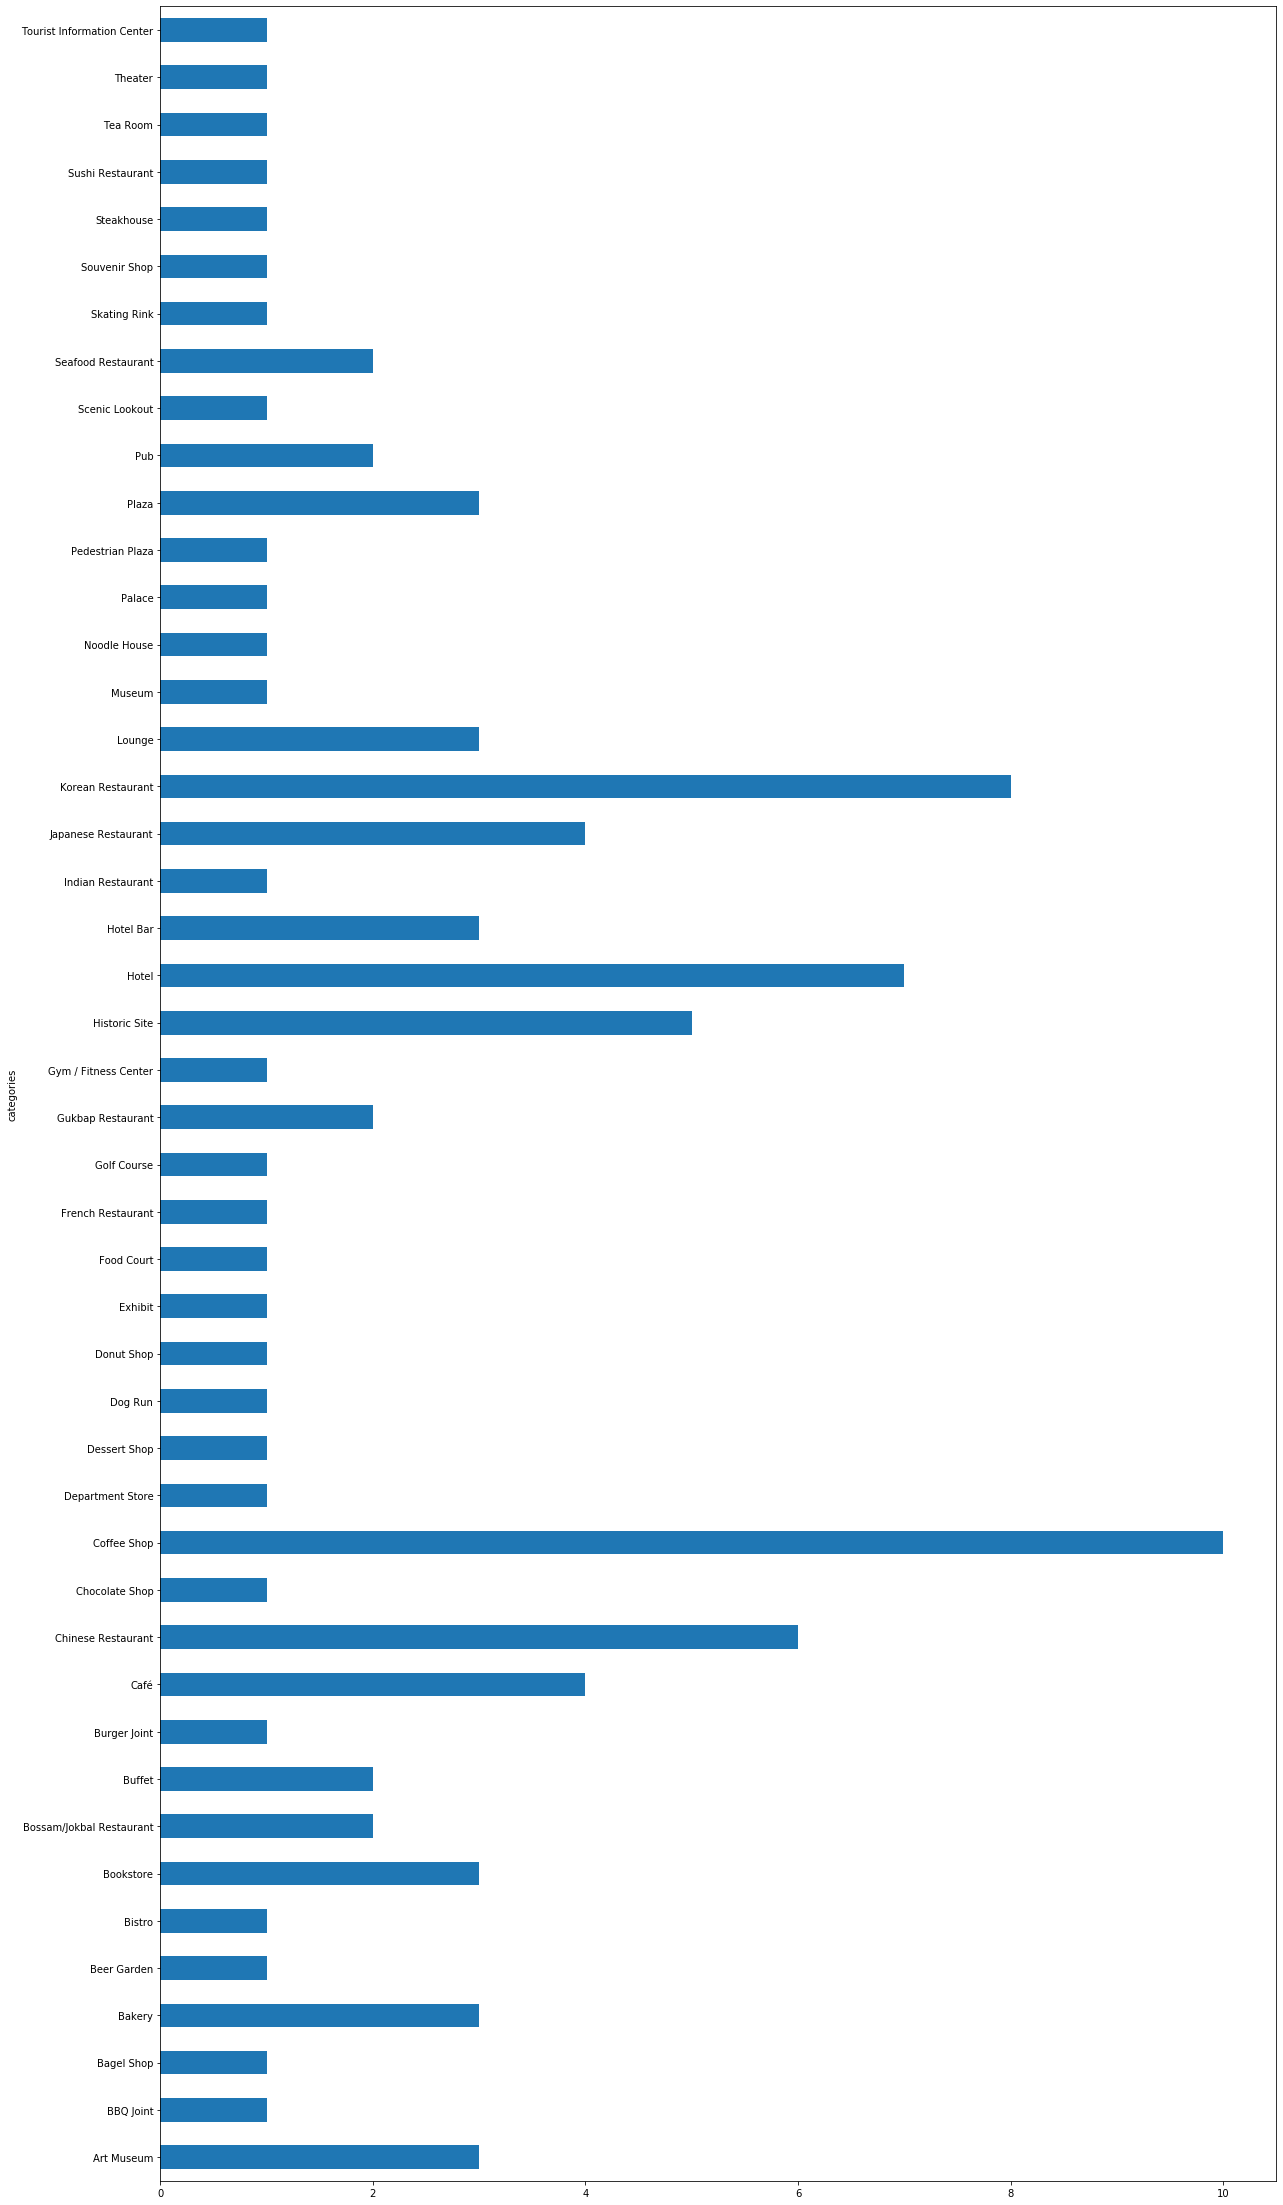 Tourist Information Center
Theater
Tea Room
Sushi Restaurant
Steakhouse
Souvenir Shop
Skating Rink
Seafood Restaurant
Scenic Lookout
Pub
Plaza
Pedestrian Plaza
Palace
Noodle House
Museum
Lounge
Korean Restaurant
Japanese Restaurant
Indian Restaurant
Hotel Bar
Hotel
Historic Site
Gym / Fitness Center
categories
Gukbap Restaurant
Golf Course
French Restaurant
Food Court
Exhibit
Donut Shop
Dog Run
Dessert Shop
Department Store
Coffee Shop
Chocolate Shop
Chinese Restaurant
Café
Burger Joint
Buffet
Bossam/Jokbal Restaurant
Bookstore
Bistro
Beer Garden
Bakery
Bagel Shop
BBQ Joint
Art Museum
0 2 4 6 8 10